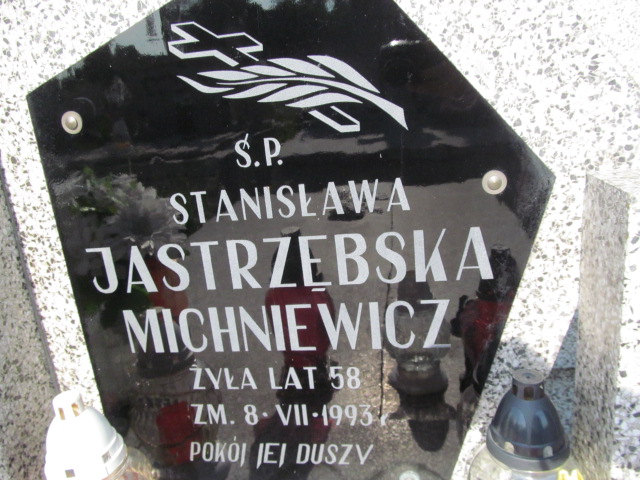 Ś.P.
STANISŁAWA
JASTRZĘBSKA
MICHNIEWICZ
ŻYŁA LAT 58
ZM. 8·VII·1993 r
POKÓJ JEJ DUSZY